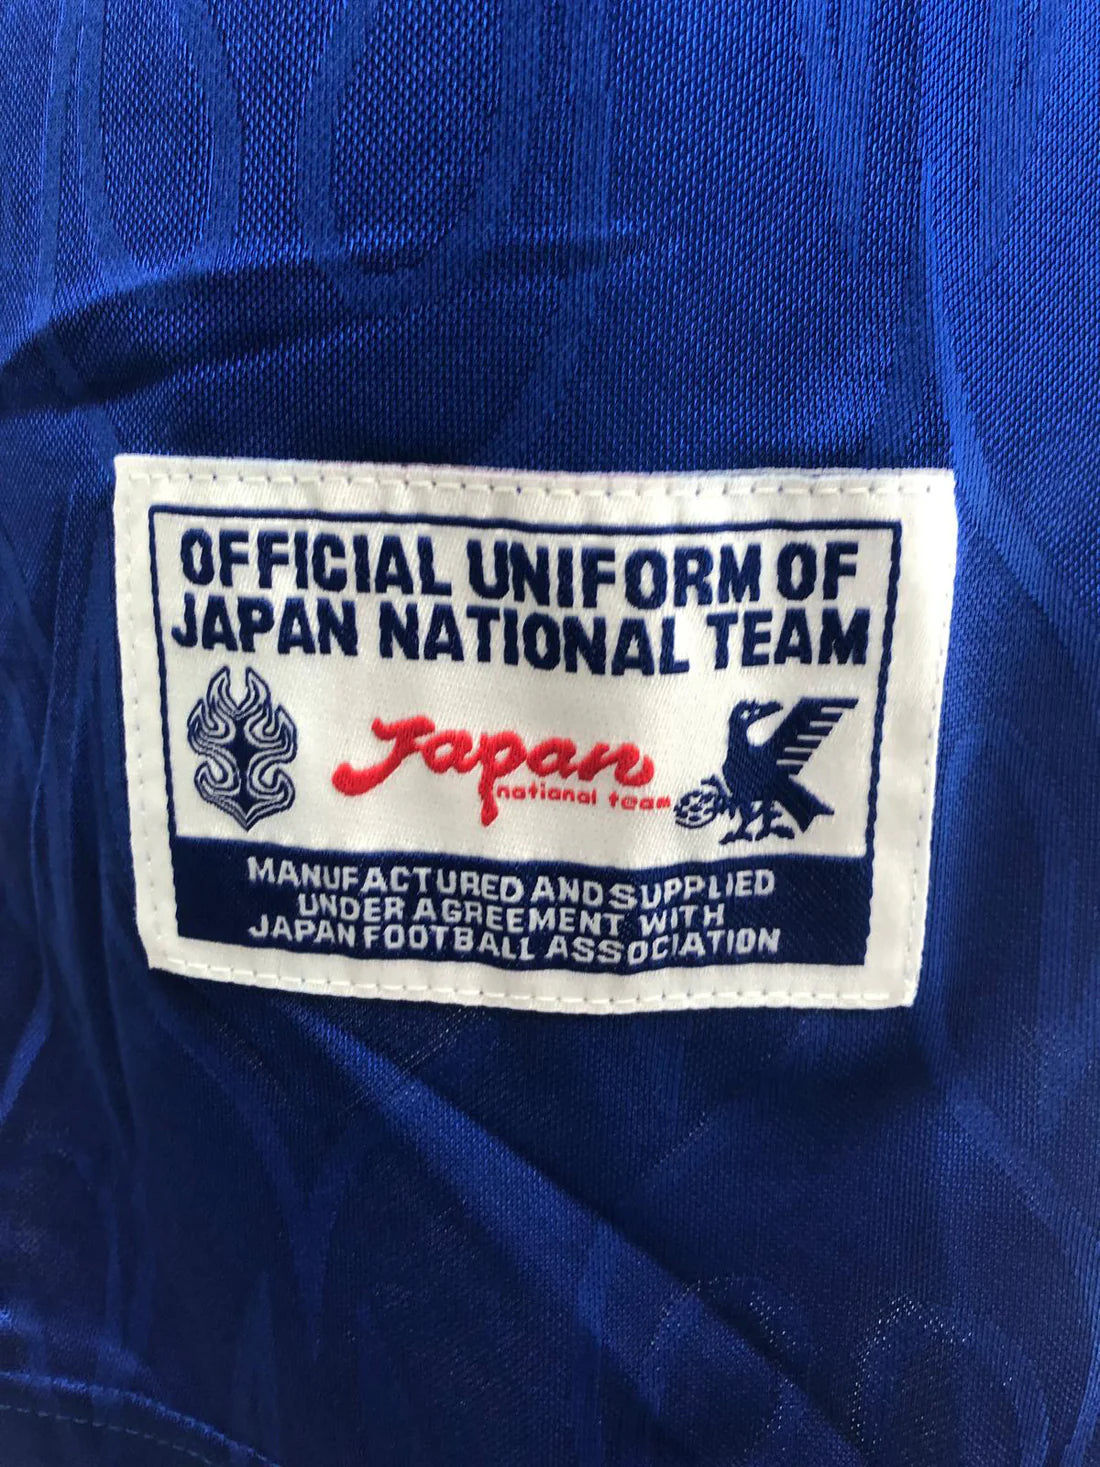 OFFICIAL UNIFORM OF
JAPAN NATIONAL TEAM
Japan
national team
MANUFACTURED AND SUPPLIED
UNDER AGREEMENT WITH
JAPAN FOOTBALL ASSOCIATION